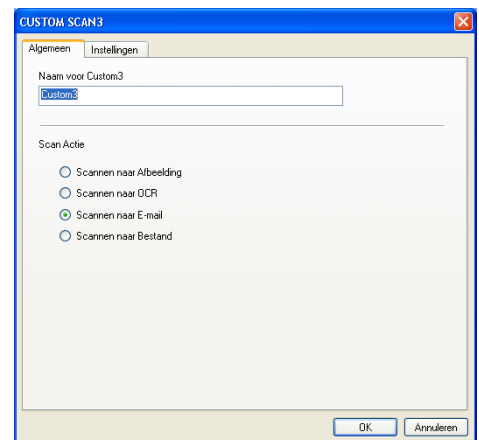 CUSTOM SCAN3
Algemeen Instellingen
Naam voor Custom3
Custom3
Scan Actie
Scannen naar Afbeelding
Scannen naar OCR
Scannen naar E-mail
Scannen naar Bestand
OK Annuleren